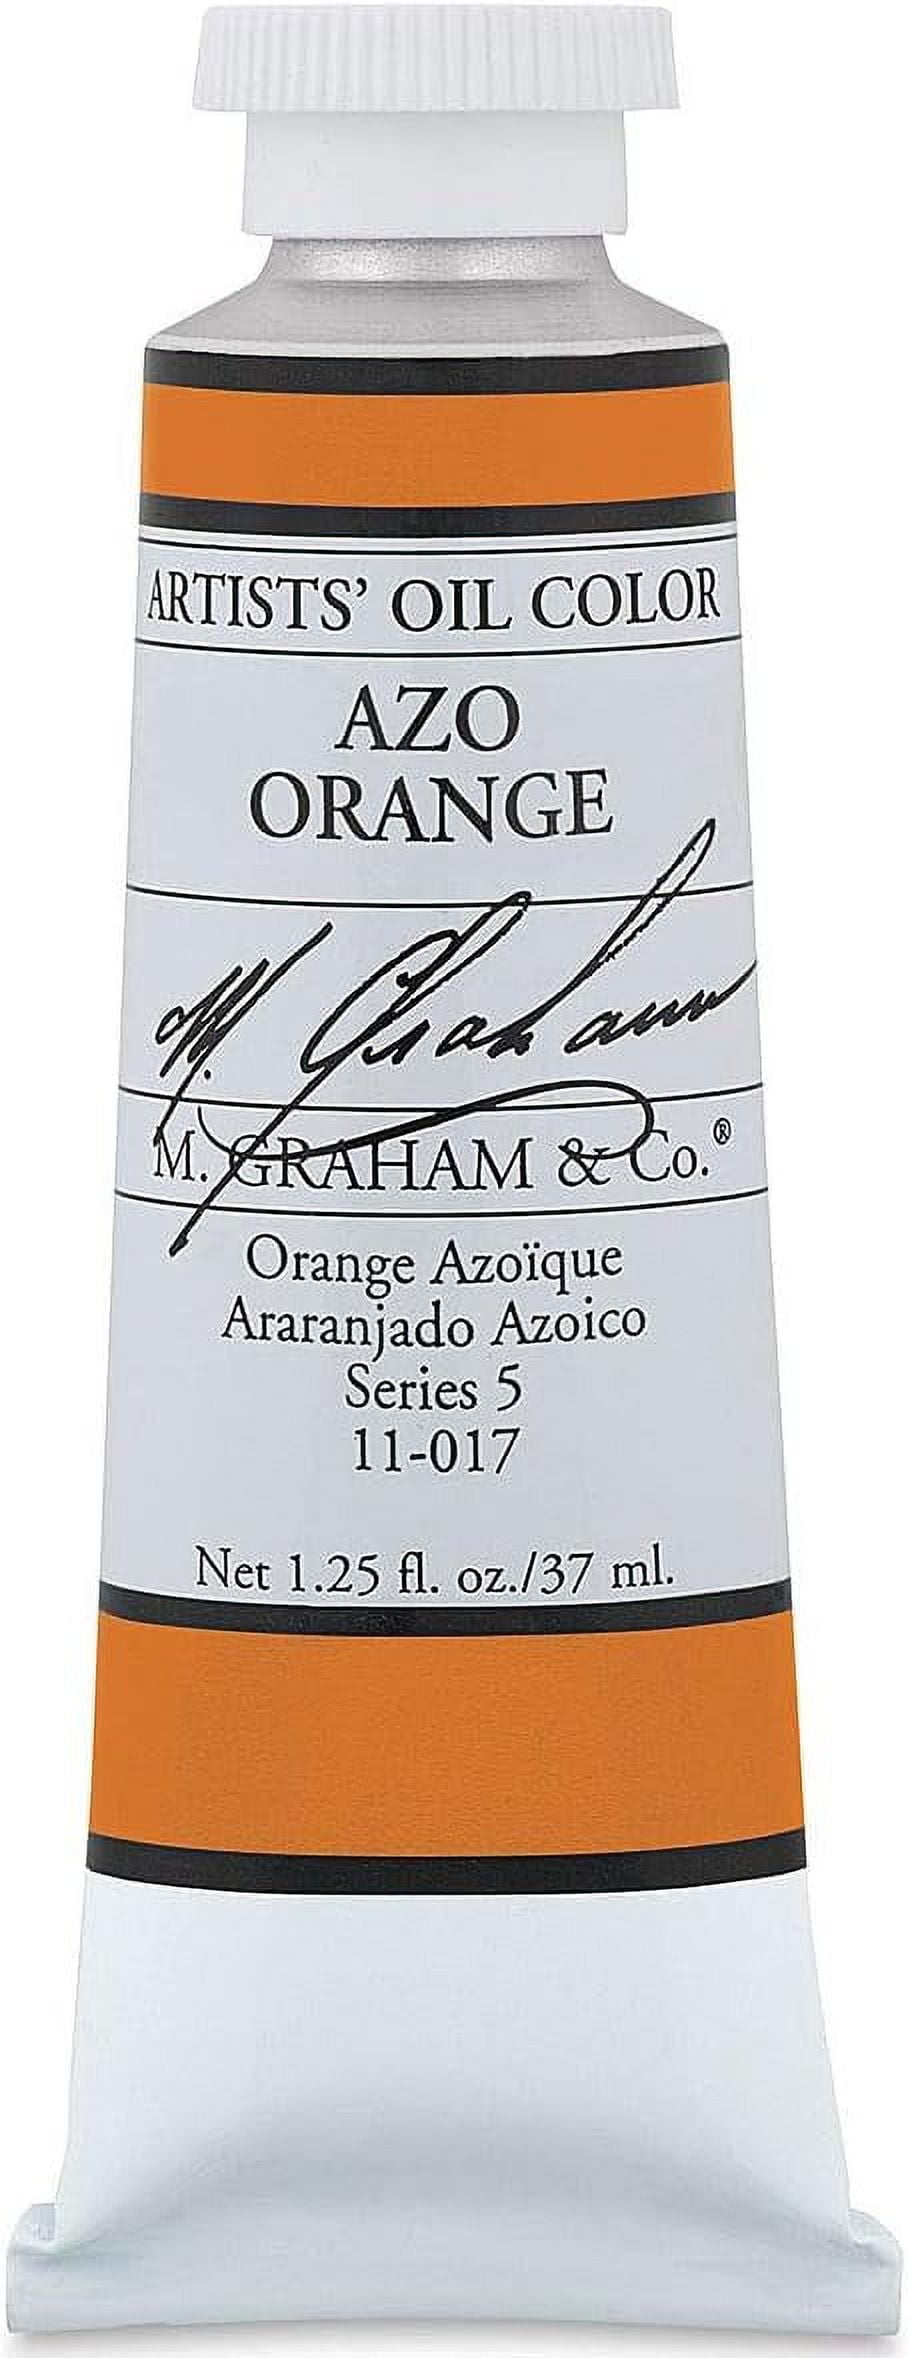 ARTISTS' OIL COLOR
AZO
ORANGE
M. Graham
M. GRAHAM & Co.®
Orange Azoïque
Araranjado Azoico
Series 5
11-017
Net 1.25 fl. oz./37 ml.